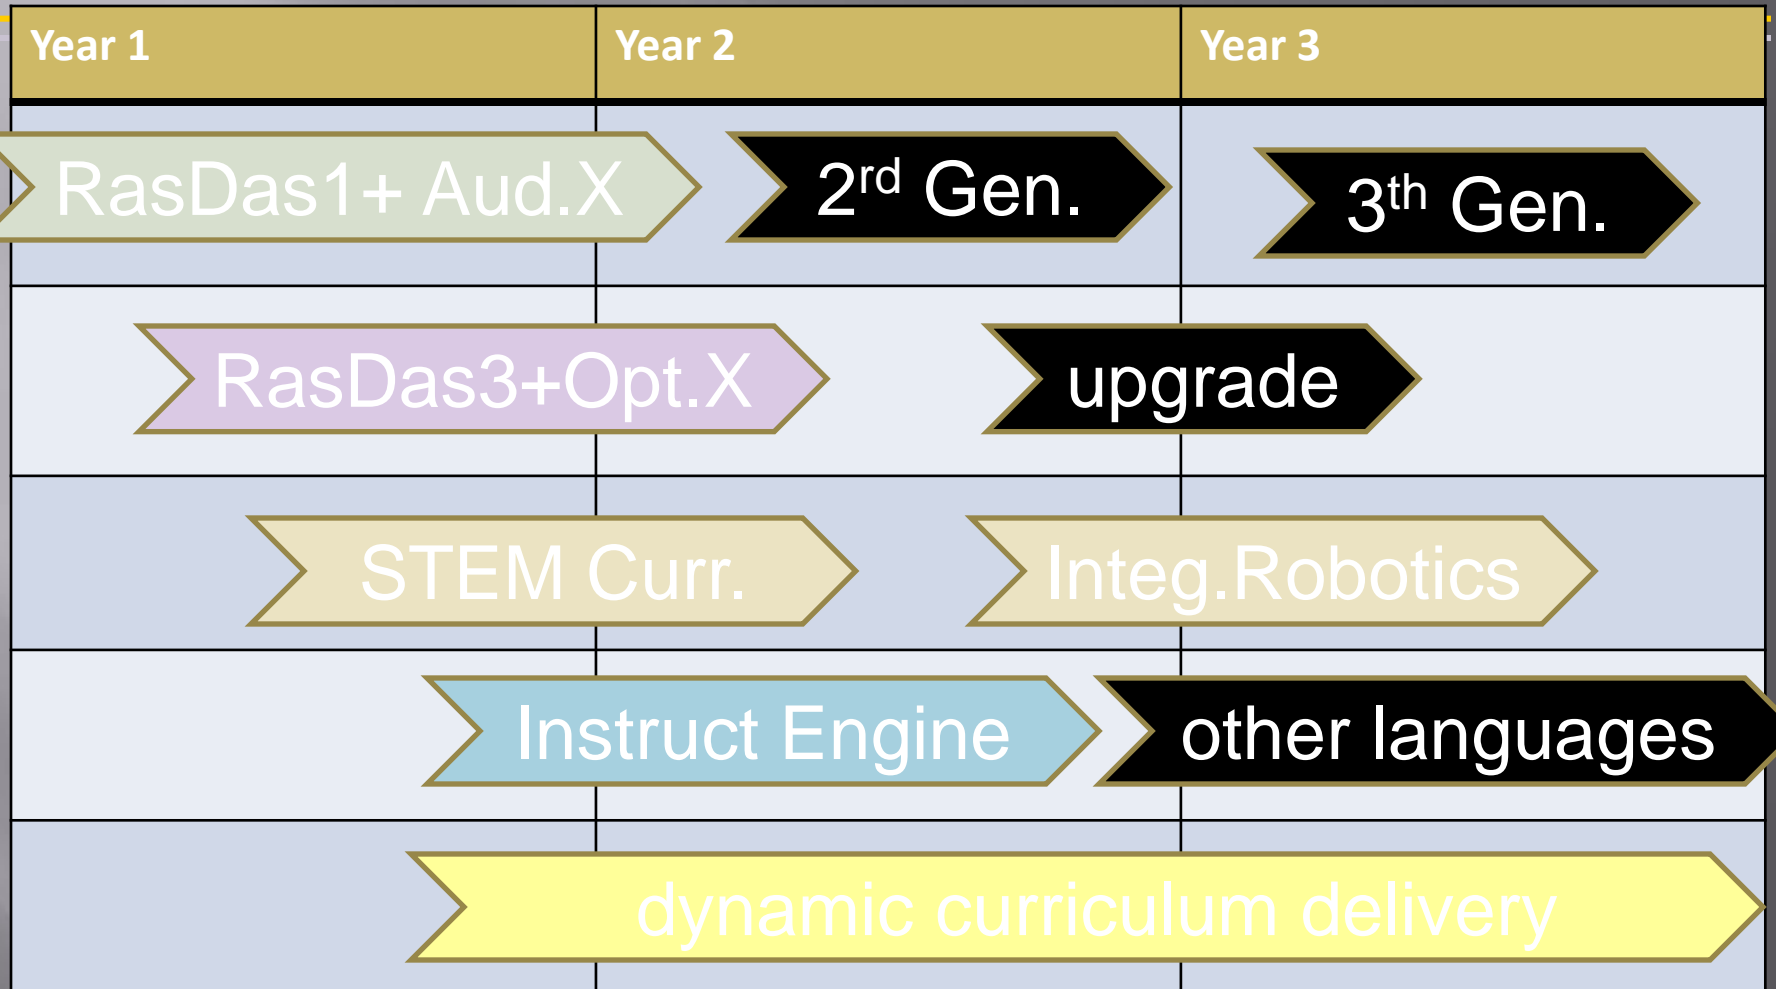 Year 1
Year 2
Year 3
RasDas1+ Aud.X
2rd Gen.
3th Gen.
RasDas3+Opt.X
upgrade
STEM Curr.
Integ.Robotics
Instruct Engine
other languages
dynamic curriculum delivery